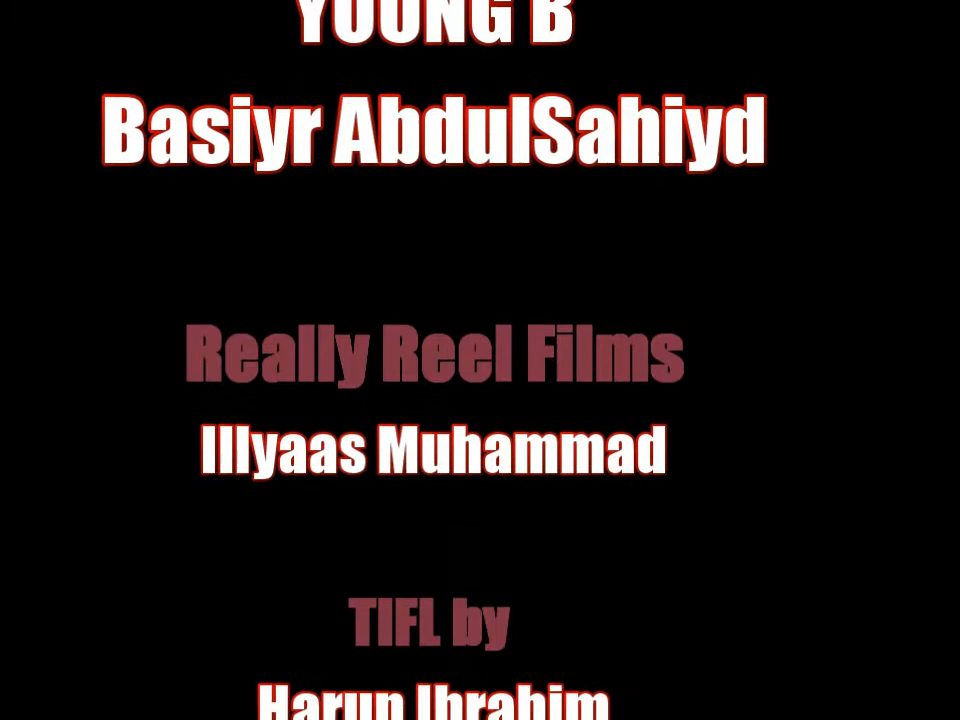 YOUNG B
Basiyr AbdulSahiyd
Really Reel Films
Illyaas Muhammad
TIFL by
Harun Ibrahim